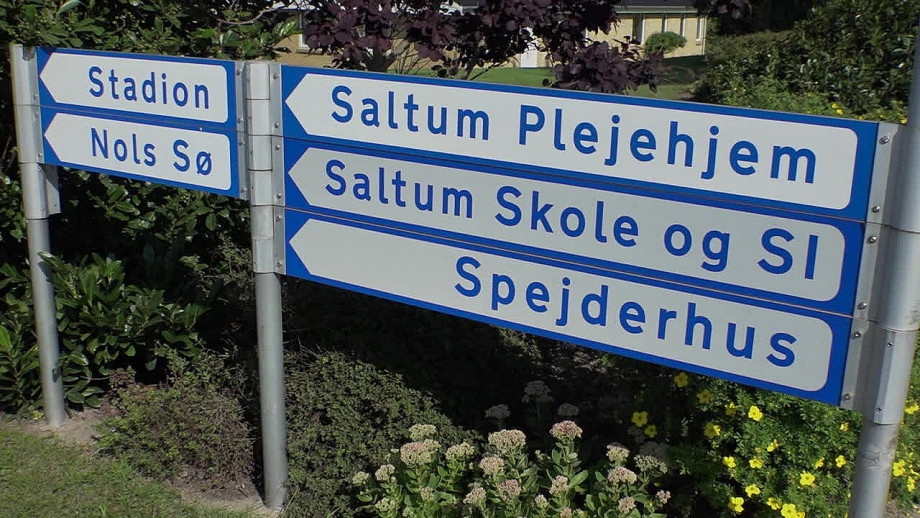 Stadion
Nols Sø
Saltum Plejehjem
Saltum Skole og SI
Spejderhus